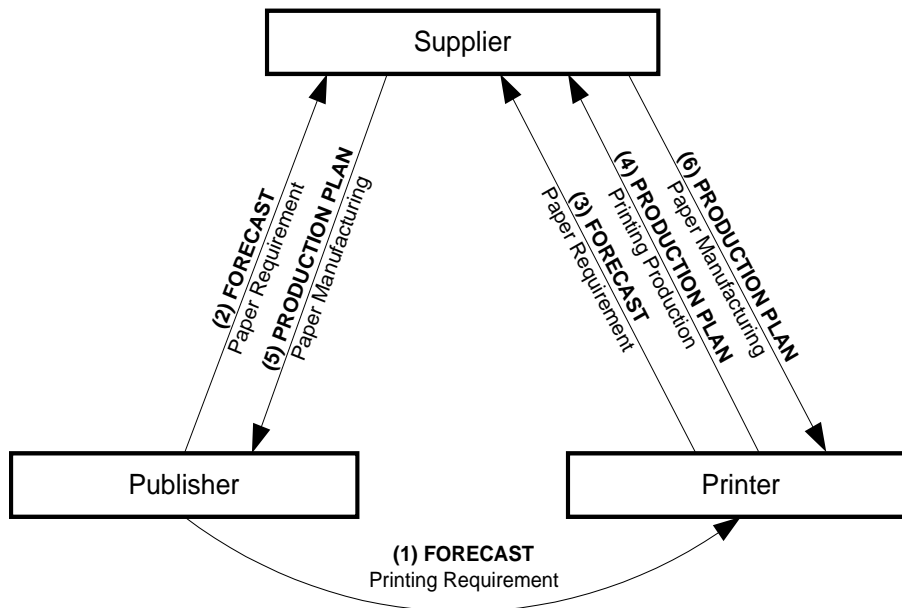 Supplier
(2) FORECAST
Paper Requirement
(5) PRODUCTION PLAN
Paper Manufacturing
(3) FORECAST
Paper Requirement
(4) PRODUCTION PLAN
Printing Production
(6) PRODUCTION PLAN
Paper Manufacturing
Publisher
Printer
(1) FORECAST
Printing Requirement